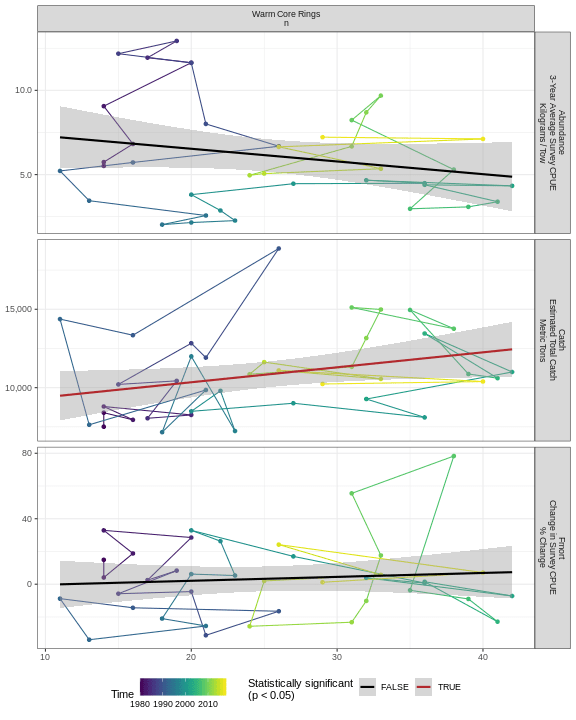 Warm Core Rings
n
10.0
5.0
Abundance
3-Year Average Survey CPUE
Kilograms / Tow
15,000
10,000
Catch
Estimated Total Catch
Metric Tons
80
40
0
Fmort
Change in Survey CPUE
% Change
10 20 30 40
Time
1980 1990 2000 2010
Statistically significant
(p < 0.05)
FALSE
TRUE